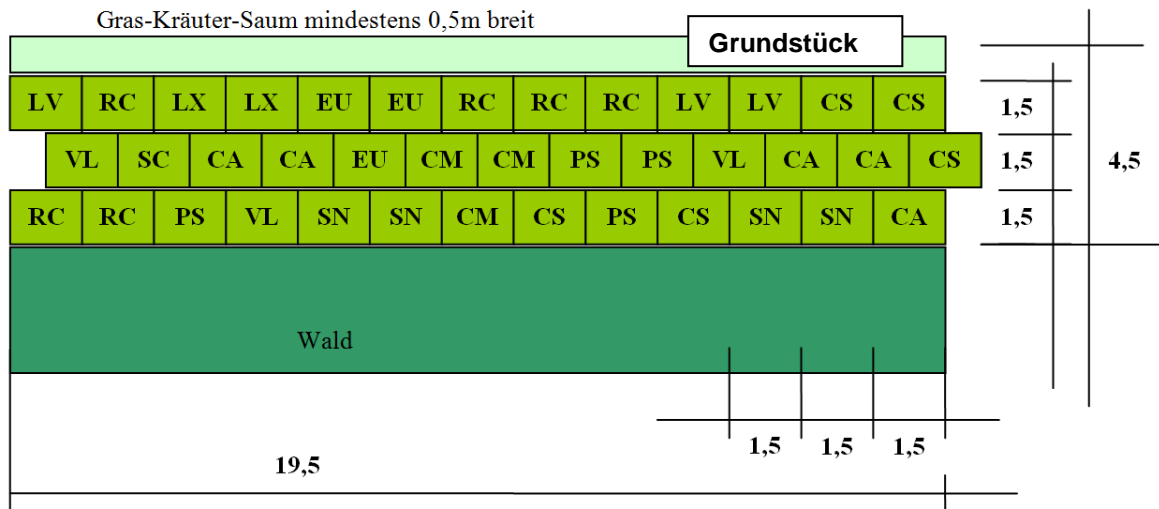 Gras-Kräuter-Saum mindestens 0,5m breit
Grundstück
LV RC LX LX EU EU RC RC RC LV LV CS CS
1,5
VL SC CA CA EU CM CM PS PS VL CA CA CS
1,5
4,5
RC RC PS VL SN SN CM CS PS CS SN SN CA
1,5
Wald
1,5 1,5 1,5
19,5